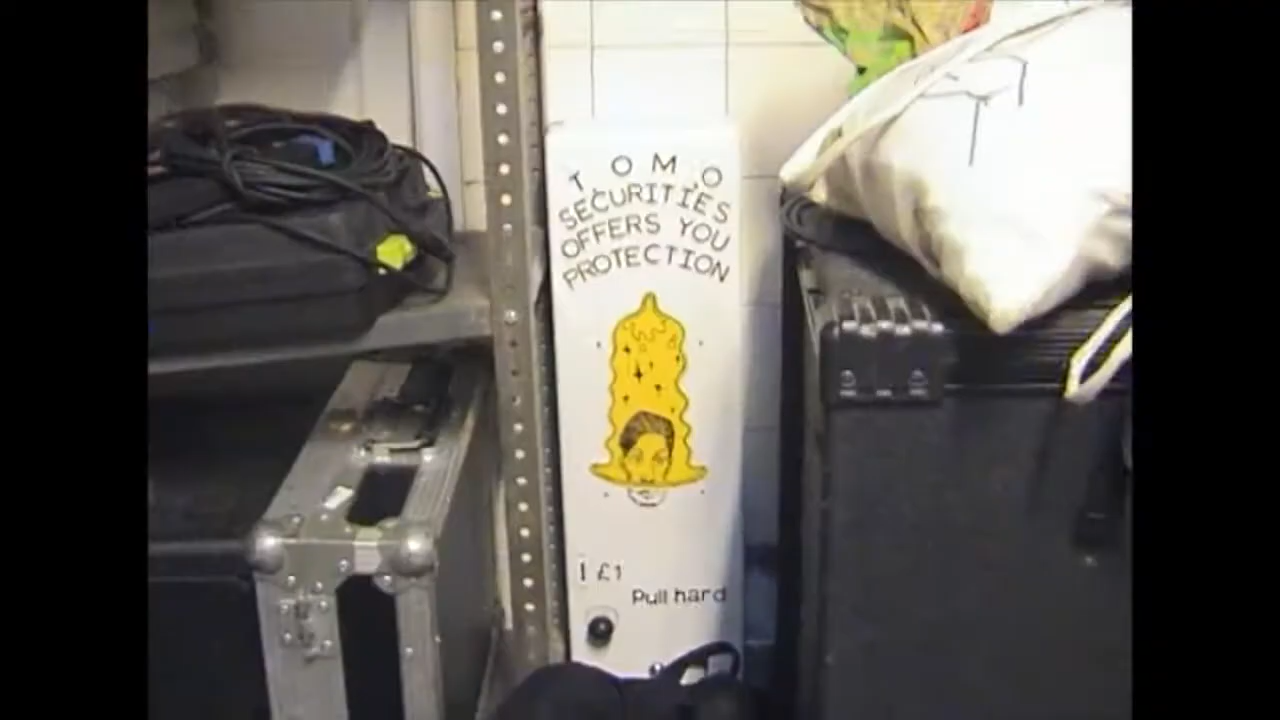 TOMO
SECURITIES
OFFERS YOU
PROTECTION
£1
Pull hard